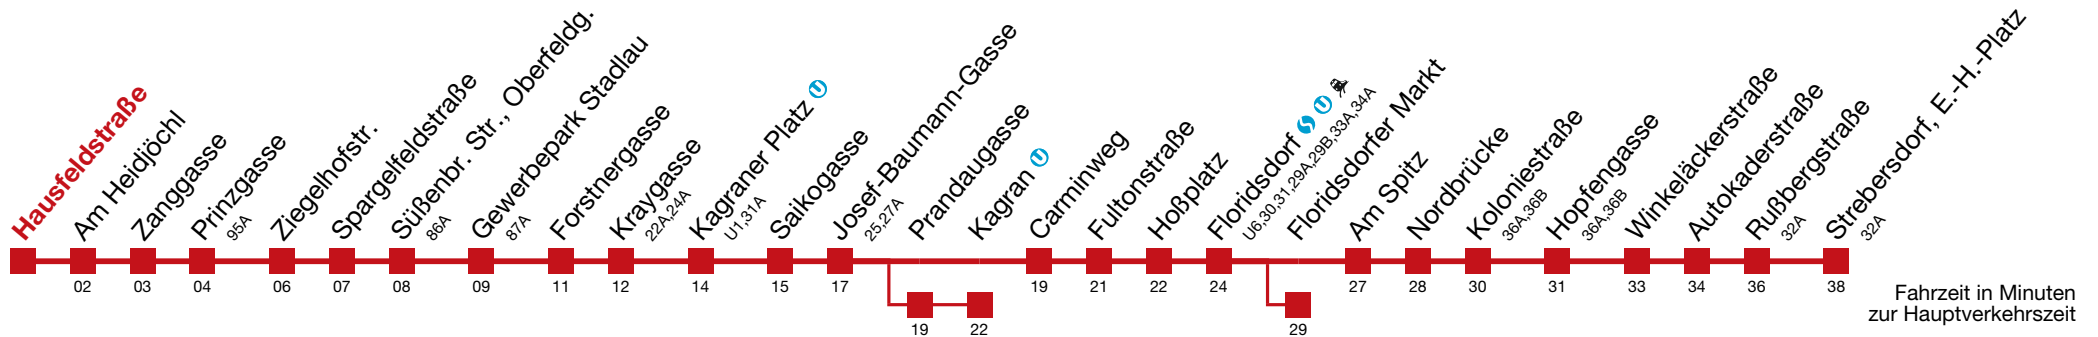 Hausfeldstraße
Am Heidjöchl
Zanggasse
Prinzgasse
95A
Ziegelhofstr.
Spargelfeldstraße
Süßenbr. Str., Oberfeldg.
86A
Gewerbepark Stadlau
87A
Forstnergasse
Kraygasse
22A,24A
Kagraner Platz U
U1,31A
Saikogasse
Josef-Baumann-Gasse
25,27A
Prandaugasse
Kagran U
Carminweg
Fultonstraße
Hoßplatz
Floridsdorf S U
U6,30,31,29A,29B,33A,34A
Floridsdorfer Markt
Am Spitz
Nordbrücke
Koloniestraße
36A,36B
Hopfengasse
36A,36B
Winkeläckerstraße
Autokaderstraße
Rußbergstraße
32A
Strebersdorf, E.-H.-Platz
32A
02 03 04 06 07 08 09 11 12 14 15 17 19 21 22 24 27 28 30 31 33 34 36 38
19 22 29
Fahrzeit in Minuten
zur Hauptverkehrszeit